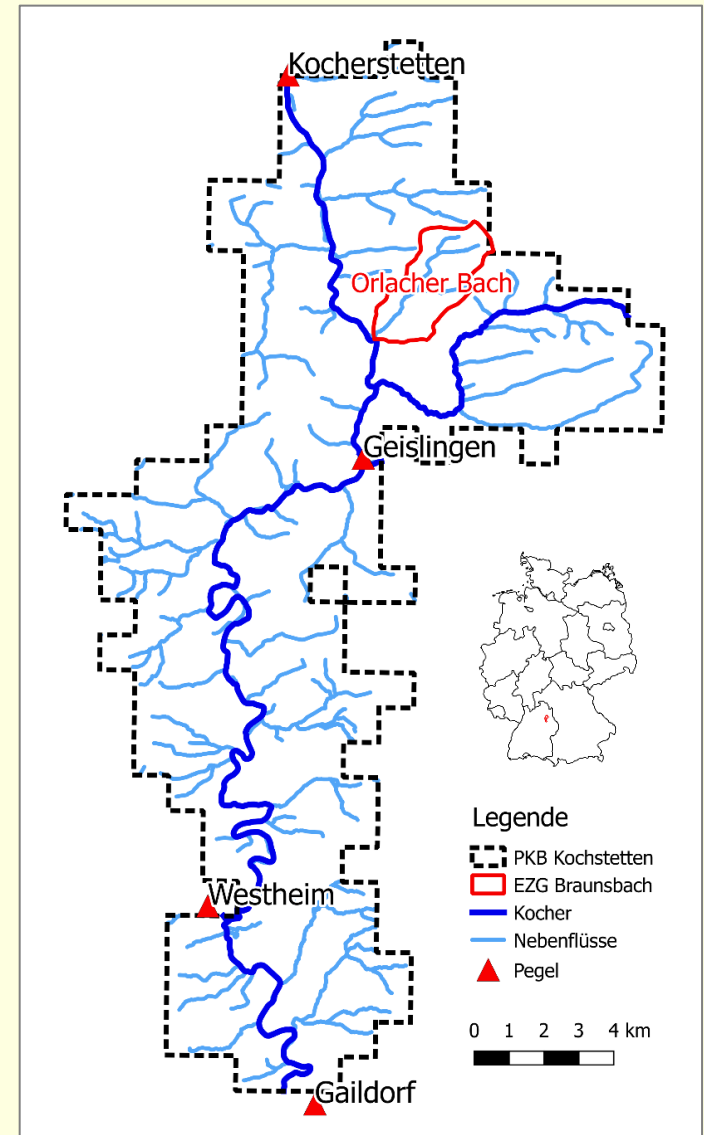 Kocherstetten
Orlacher Bach
Geislingen
Westheim
Gaildorf
Legende
PKB Kochstetten
EZG Braunsbach
Kocher
Nebenflüsse
Pegel
0 1 2 3 4 km